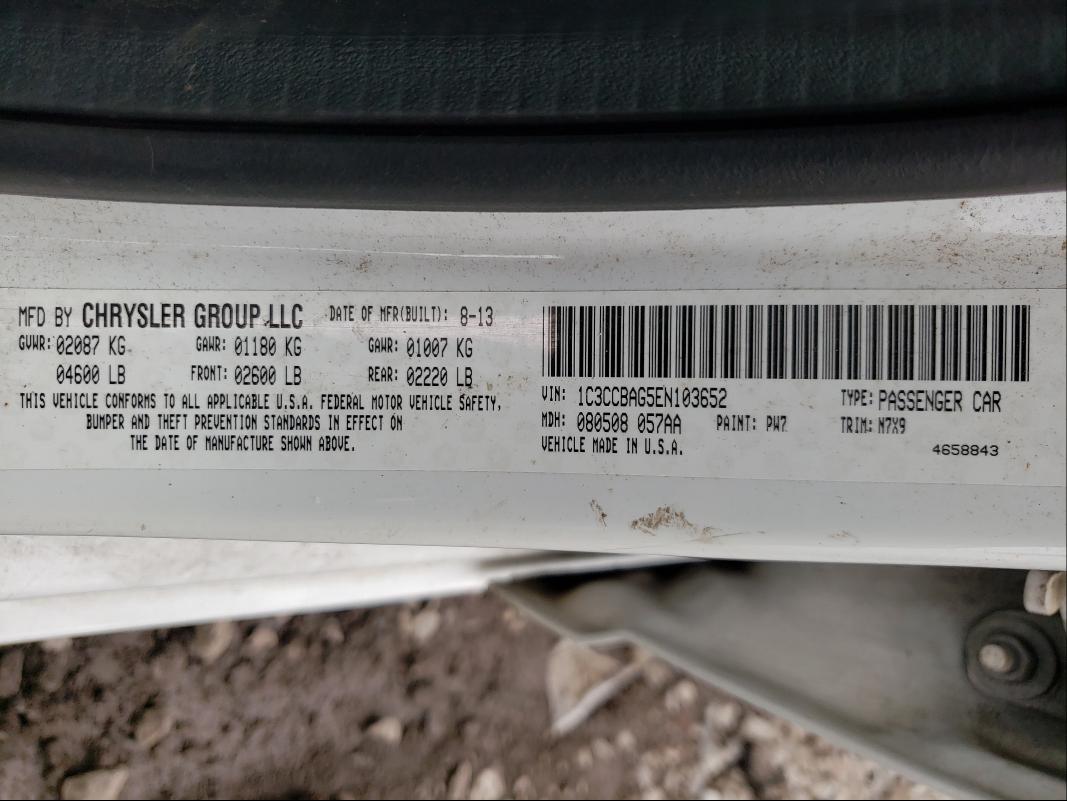 MFD BY CHRYSLER GROUP LLC DATE OF MFR(BUILT): 8-13
GVWR: 02087 KG GAWR: 01180 KG GAWR: 01007 KG
04600 LB FRONT: 02600 LB REAR: 02220 LB
THIS VEHICLE CONFORMS TO ALL APPLICABLE U.S.A. FEDERAL MOTOR VEHICLE SAFETY,
BUMPER AND THEFT PREVENTION STANDARDS IN EFFECT ON
THE DATE OF MANUFACTURE SHOWN ABOVE.
VIN: 1C3CCBAG5EN103652 TYPE: PASSENGER CAR
MDH: 080508 057AA PAINT: PW7 TRIM: N7X9
VEHICLE MADE IN U.S.A. 4658843